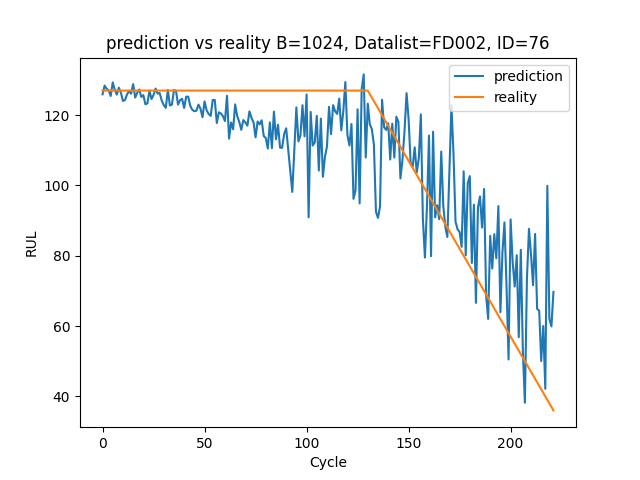 prediction vs reality B=1024, Datalist=FD002, ID=76
prediction
reality
120
100
80
60
40
RUL
0 50 100 150 200
Cycle